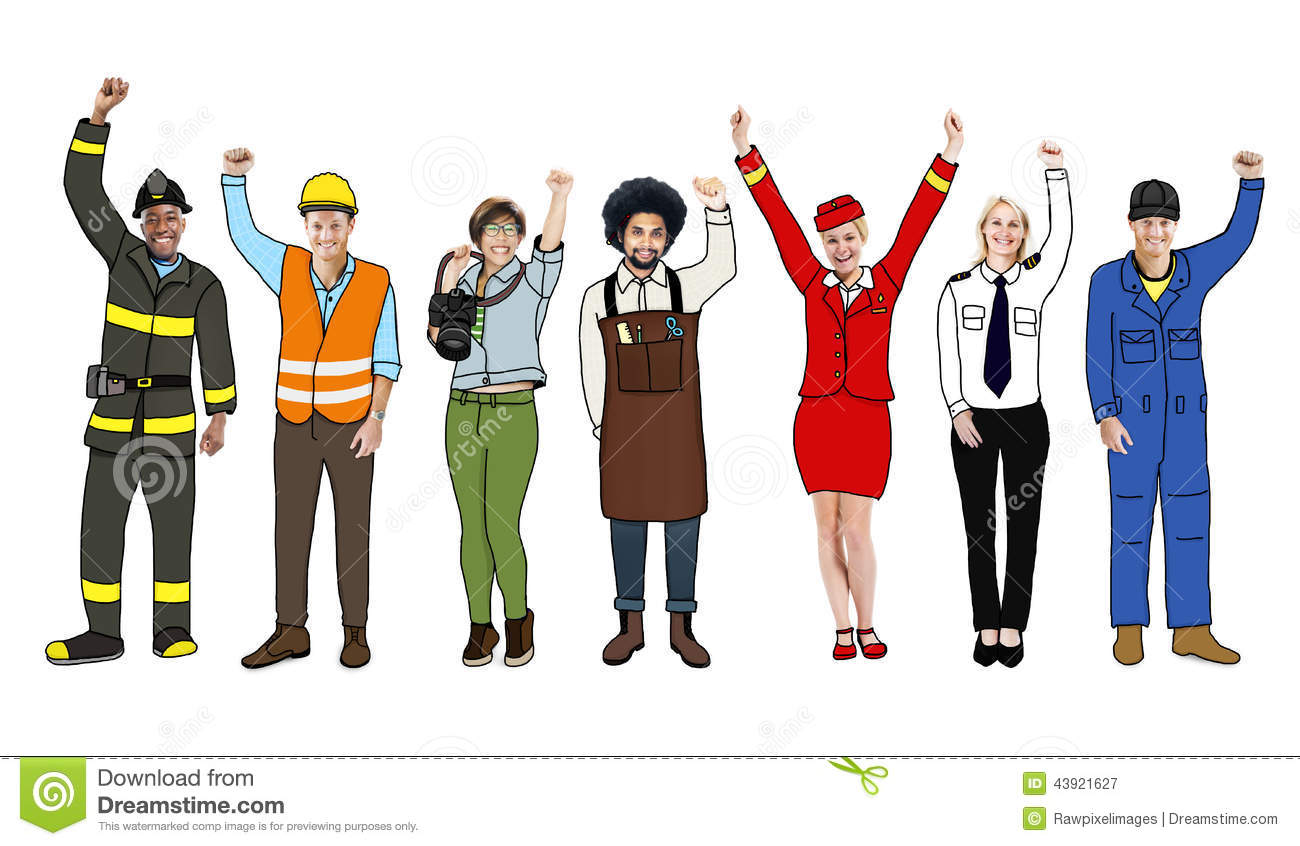 Download from
Dreamstime.com
This watermarked comp image is for previewing purposes only.
ID 43921627
© Rawpixelimages | Dreamstime.com